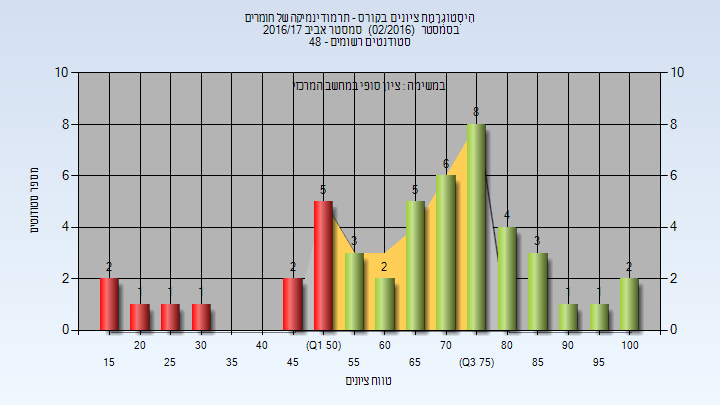 היסטוגרמת ציונים בקורס - תרמודינמיקה של חומרים
בסמסטר (02/2016) סמסטר אביב 2016/17
סטודנטים רשומים - 48
במשימה : ציון סופי במחשב המרכזי
10 10
8 8
6 6
4 4
2 2
0 0
2 1 1 1 2 5 3 2 5 6 8 4 3 1 1 2
מספר סטודנטים
20 30 40 (Q1 50) 60 70 80 90 100
15 25 35 45 55 65 (Q3 75) 85 95
טווח ציונים